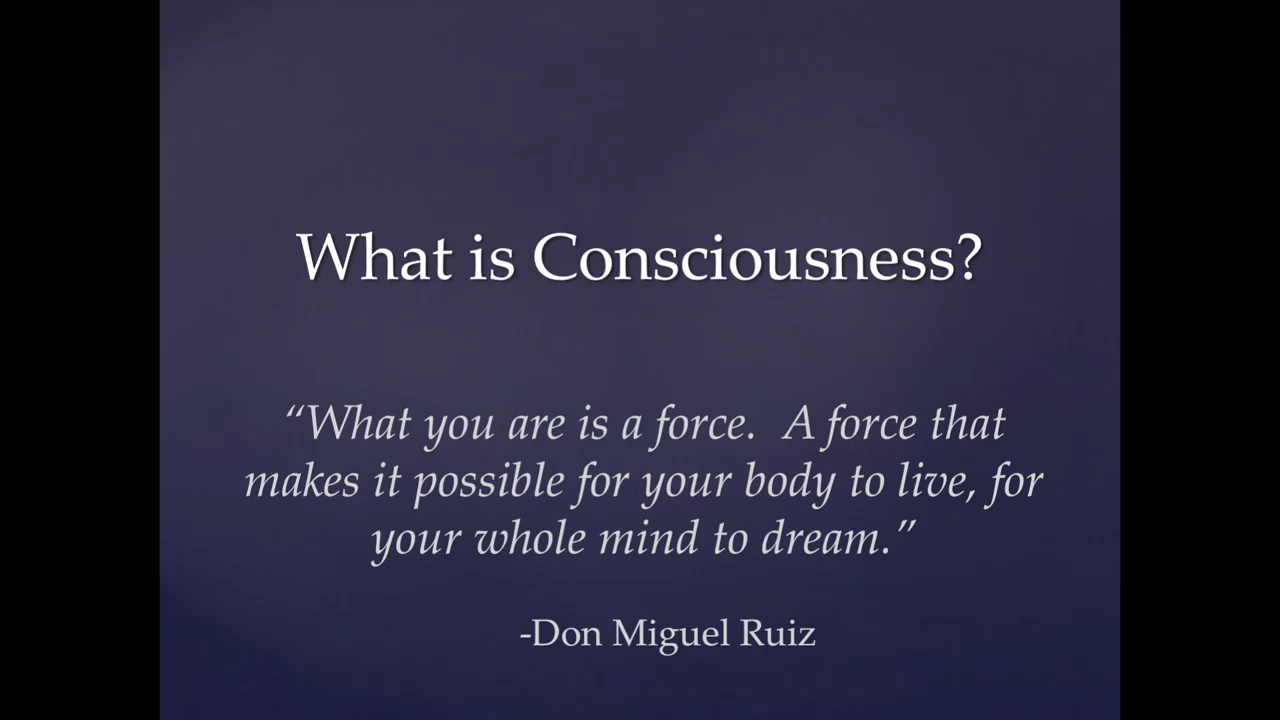 What is Consciousness?
“What you are is a force.  A force that
makes it possible for your body to live, for
your whole mind to dream.”
-Don Miguel Ruiz